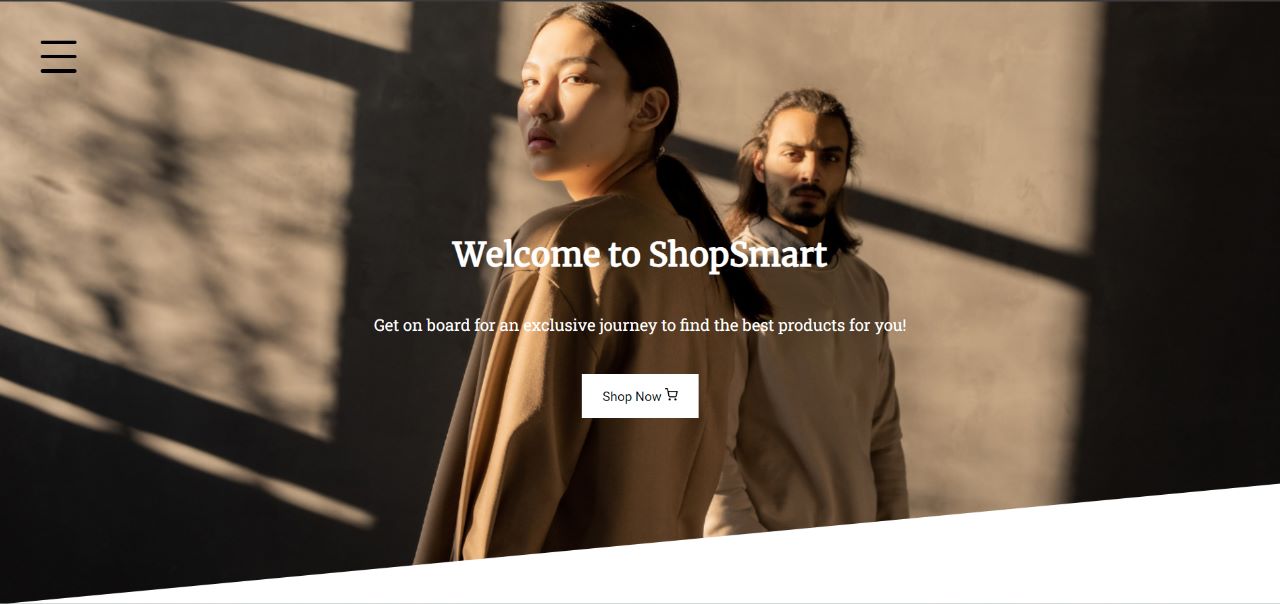 Welcome to ShopSmart
Get on board for an exclusive journey to find the best products for you!
Shop Now